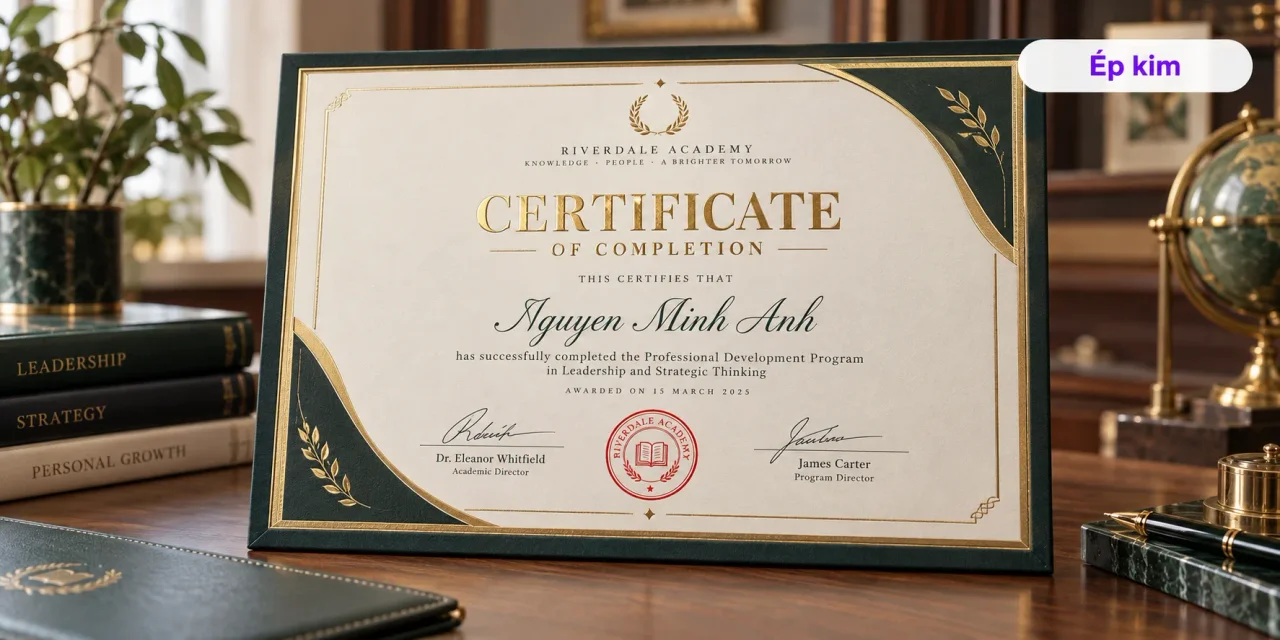 Ép kim
RIVERDALE ACADEMY
KNOWLEDGE · PEOPLE · A BRIGHTER TOMORROW
CERTIFICATE
OF COMPLETION
THIS CERTIFIES THAT
Nguyen Minh Anh
has successfully completed the Professional Development Program
in Leadership and Strategic Thinking
AWARDED ON 15 MARCH 2025
Dr. Eleanor Whitfield
Academic Director
RIVERDALE ACADEMY
James Carter
Program Director
LEADERSHIP
STRATEGY
PERSONAL GROWTH